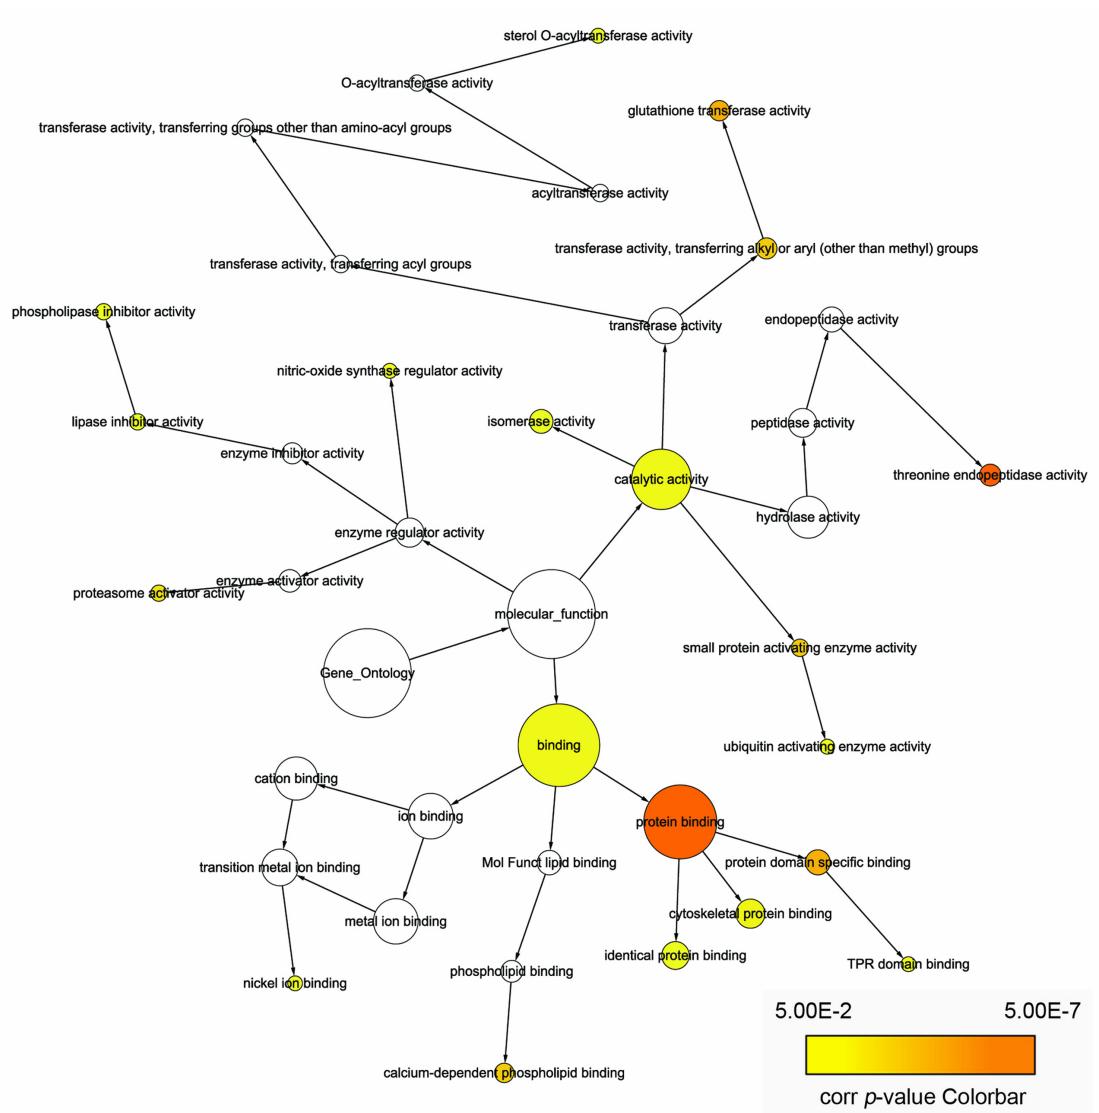 sterol O-acyltransferase activity
O-acyltransferase activity
glutathione transferase activity
transferase activity, transferring groups other than amino-acyl groups
acyltransferase activity
transferase activity, transferring alkyl or aryl (other than methyl) groups
transferase activity, transferring acyl groups
phospholipase inhibitor activity
transferase activity
endopeptidase activity
nitric-oxide synthase regulator activity
lipase inhibitor activity
isomerase activity
peptidase activity
enzyme inhibitor activity
catalytic activity
threonine endopeptidase activity
hydrolase activity
enzyme regulator activity
enzyme activator activity
proteasome activator activity
molecular_function
small protein activating enzyme activity
Gene_Ontology
binding
ubiquitin activating enzyme activity
cation binding
ion binding
protein binding
transition metal ion binding
Mol Funct lipid binding
protein domain specific binding
metal ion binding
cytoskeletal protein binding
identical protein binding
TPR domain binding
phospholipid binding
nickel ion binding
5.00E-2 5.00E-7
calcium-dependent phospholipid binding
corr p-value Colorbar